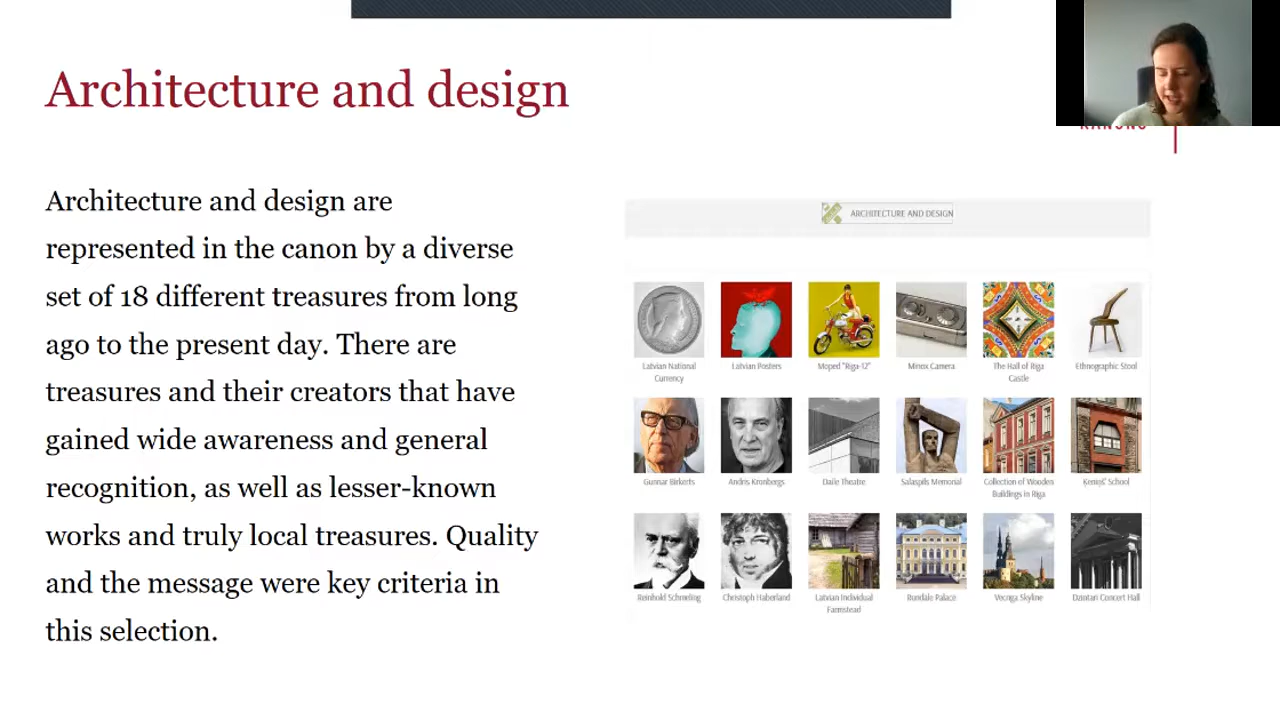 Architecture and design
KANONS
Architecture and design are
represented in the canon by a diverse
set of 18 different treasures from long
ago to the present day. There are
treasures and their creators that have
gained wide awareness and general
recognition, as well as lesser-known
works and truly local treasures. Quality
and the message were key criteria in
this selection.
ARCHITECTURE AND DESIGN
Latvian National
Currency
Latvian Posters
Moped "Riga-12"
Minox Camera
The Hall of Riga
Castle
Ethnographic Stool
Gunnar Birkerts
Andris Kronbergs
Daile Theatre
Salaspils Memorial
Collection of Wooden
Buildings in Riga
Ķeniņš' School
Reinhold Schmeling
Christoph Haberland
Latvian Individual
Farmstead
Rundāle Palace
Vecrīga Skyline
Dzintari Concert Hall